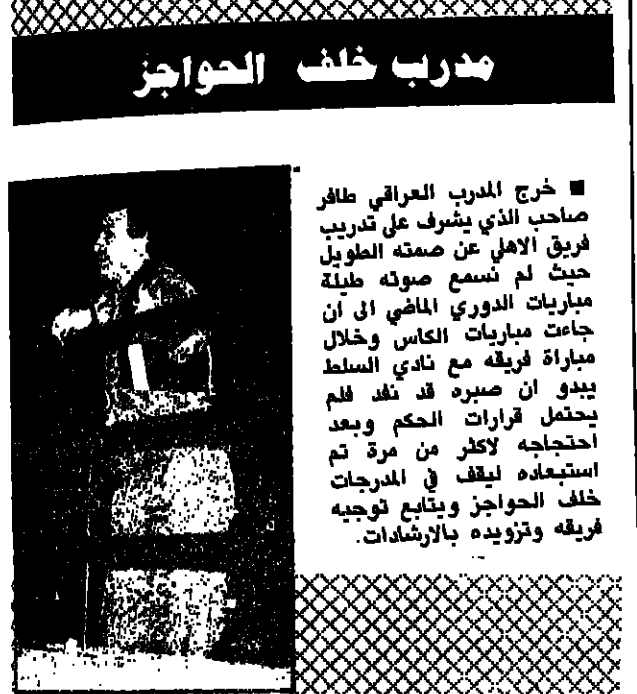 مدرب خلف الحواجز
■ خرج المدرب العراقي طافر
صاحب الذي يشرف على تدريب
فريق الاهلي عن صمته الطويل
حيث لم نسمع صوته طيلة
مباريات الدوري الماضي الى ان
جاءت مباريات الكاس وخلال
مباراة فريقه مع نادي السلط
يبدو ان صبره قد نفد فلم
يحتمل قرارات الحكم وبعد
احتجاجه لاكثر من مرة تم
استبعاده ليقف في المدرجات
خلف الحواجز ويتابع توجيه
فريقه وتزويده بالارشادات.